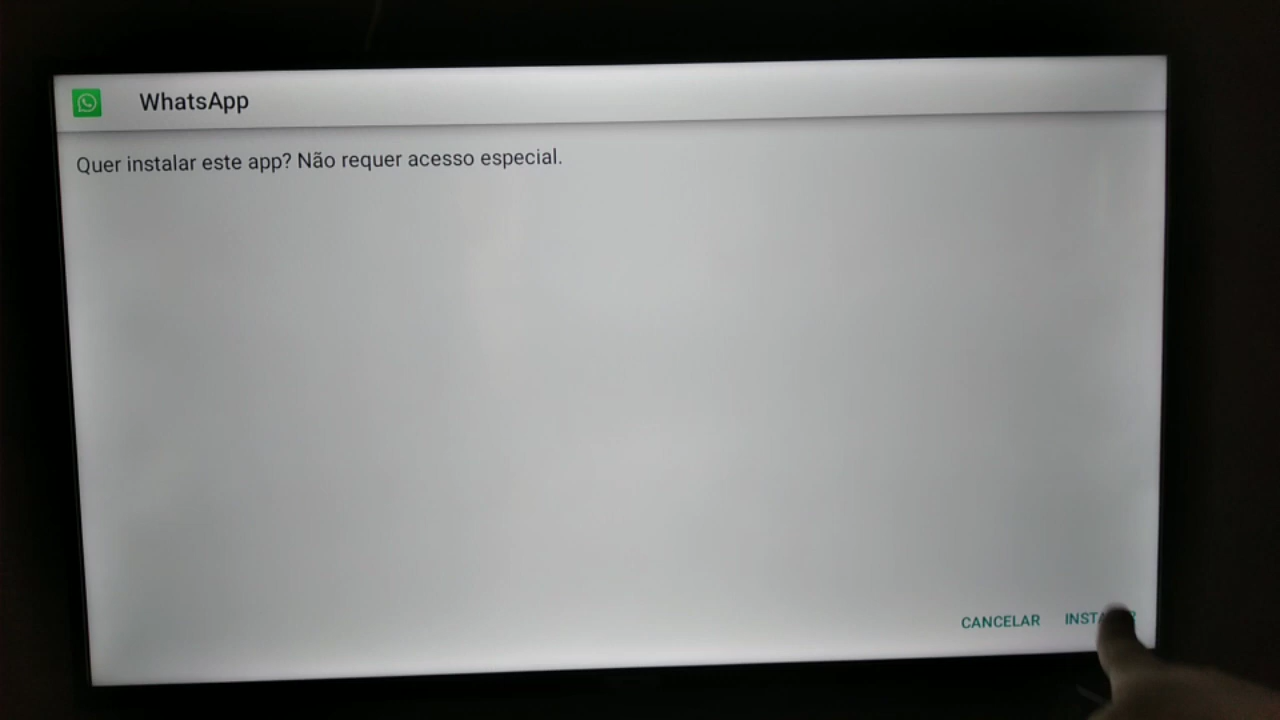 WhatsApp
Quer instalar este app? Não requer acesso especial.
CANCELAR